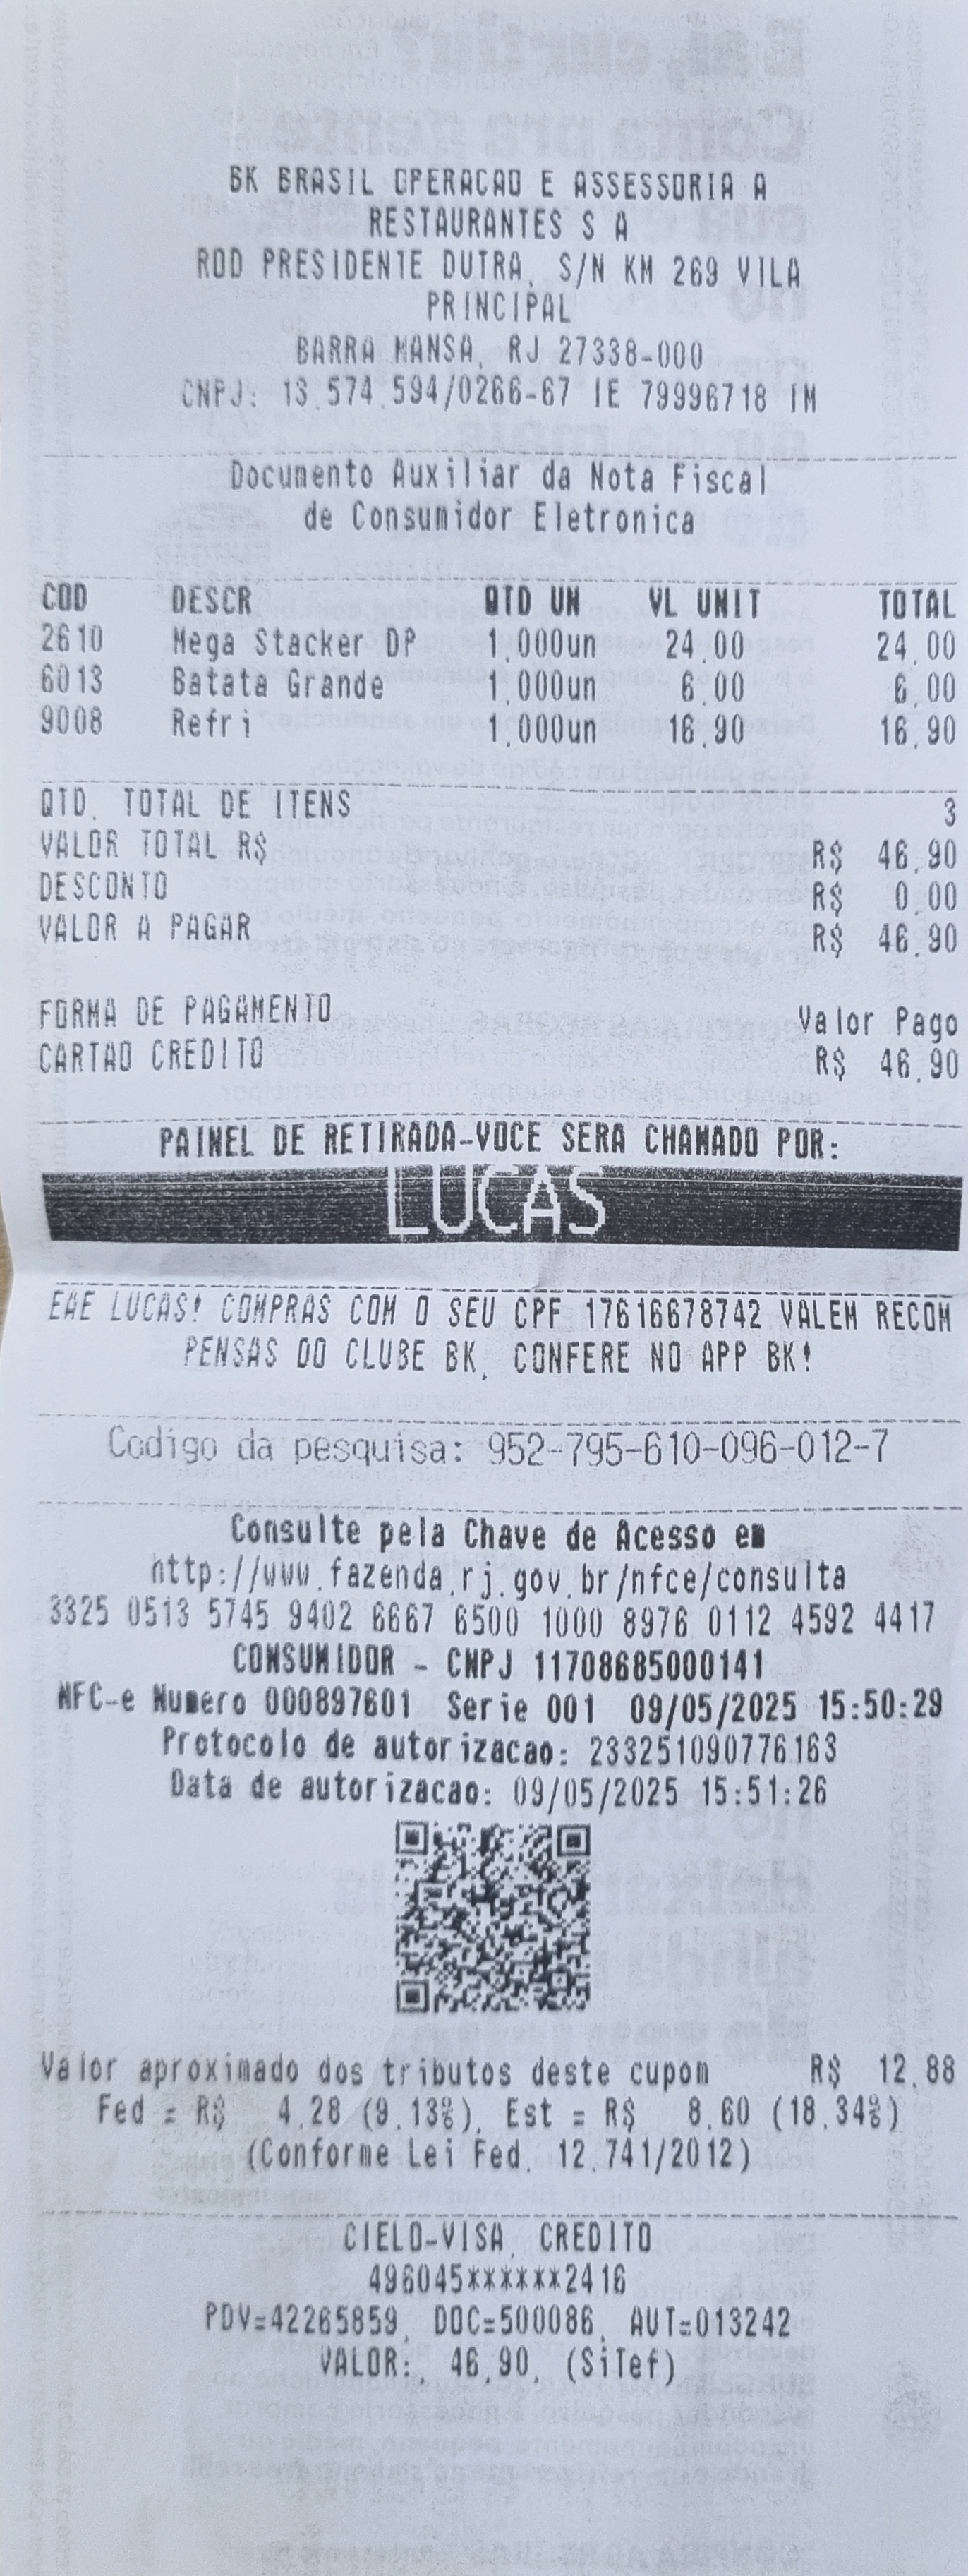 BK BRASIL OPERACAO E ASSESSORIA A
RESTAURANTES S A
ROD PRESIDENTE DUTRA, S/N KM 269 VILA
PRINCIPAL
BARRA MANSA, RJ 27338-000
CNPJ: 13.574.594/0266-67 IE 79996718 IM
Documento Auxiliar da Nota Fiscal
de Consumidor Eletronica
COD DESCR QTD UN VL UNIT TOTAL
2610 Mega Stacker DP 1.000un 24.00 24.00
6013 Batata Grande 1.000un 6.00 6.00
9008 Refri 1.000un 16.90 16.90
QTD. TOTAL DE ITENS 3
VALOR TOTAL R$ R$ 46,90
DESCONTO R$ 0,00
VALOR A PAGAR R$ 46,90
FORMA DE PAGAMENTO Valor Pago
CARTAO CREDITO R$ 46,90
PAINEL DE RETIRADA-VOCE SERA CHAMADO POR:
LUCAS
EAE LUCAS! COMPRAS COM O SEU CPF 17616678742 VALEM RECOM
PENSAS DO CLUBE BK, CONFERE NO APP BK!
Codigo da pesquisa: 952-795-610-096-012-7
Consulte pela Chave de Acesso em
http://www.fazenda.rj.gov.br/nfce/consulta
3325 0513 5745 9402 6667 6500 1000 8976 0112 4592 4417
CONSUMIDOR - CNPJ 11708685000141
NFC-e Numero 000897601 Serie 001 09/05/2025 15:50:29
Protocolo de autorizacao: 233251090776163
Data de autorizacao: 09/05/2025 15:51:26
Valor aproximado dos tributos deste cupom R$ 12,88
Fed = R$ 4,28 (9,13%), Est = R$ 8,60 (18,34%)
(Conforme Lei Fed. 12.741/2012)
CIELO-VISA, CREDITO
496045******2416
PDV=42265859, DOC=500086, AUT=013242
VALOR:, 46,90, (SiTef)